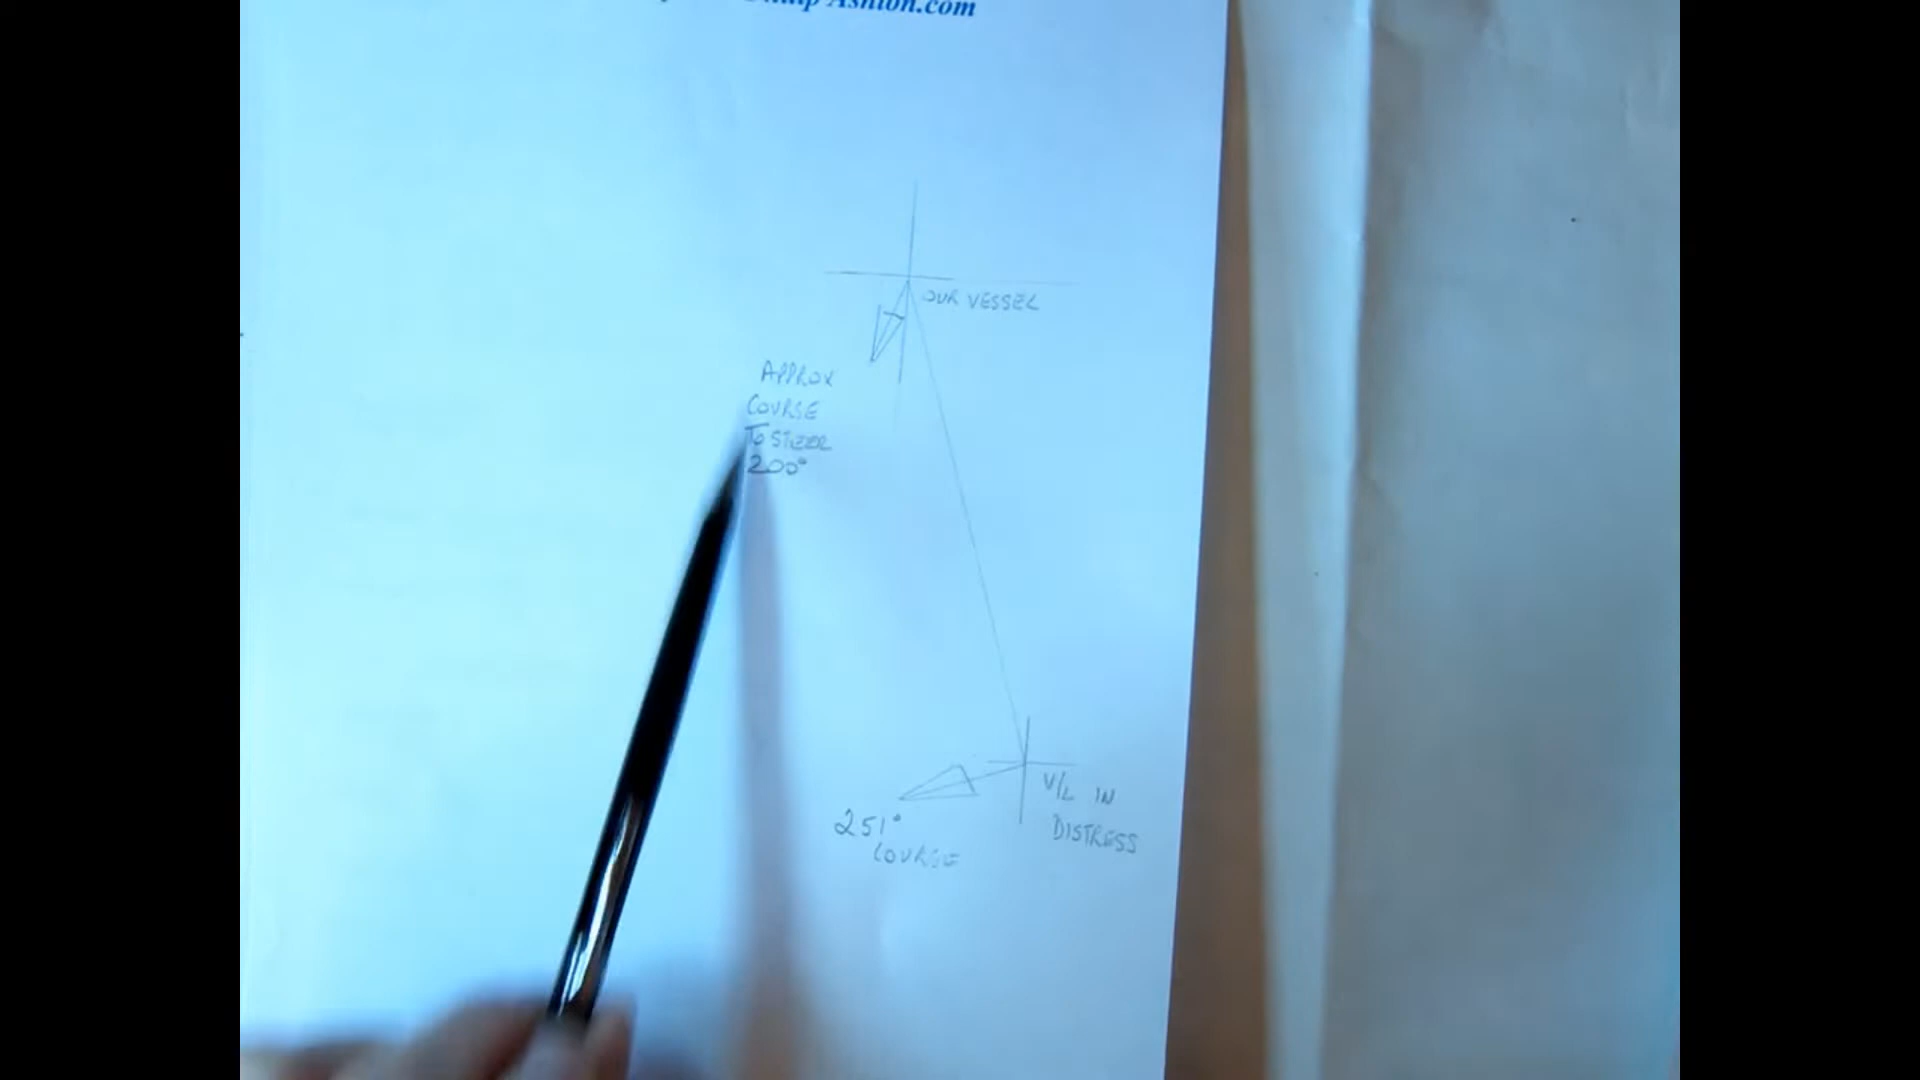 Ashton.com
OUR VESSEL
APPROX
COURSE
TO STEER
200°
V/L IN
DISTRESS
251°
COURSE